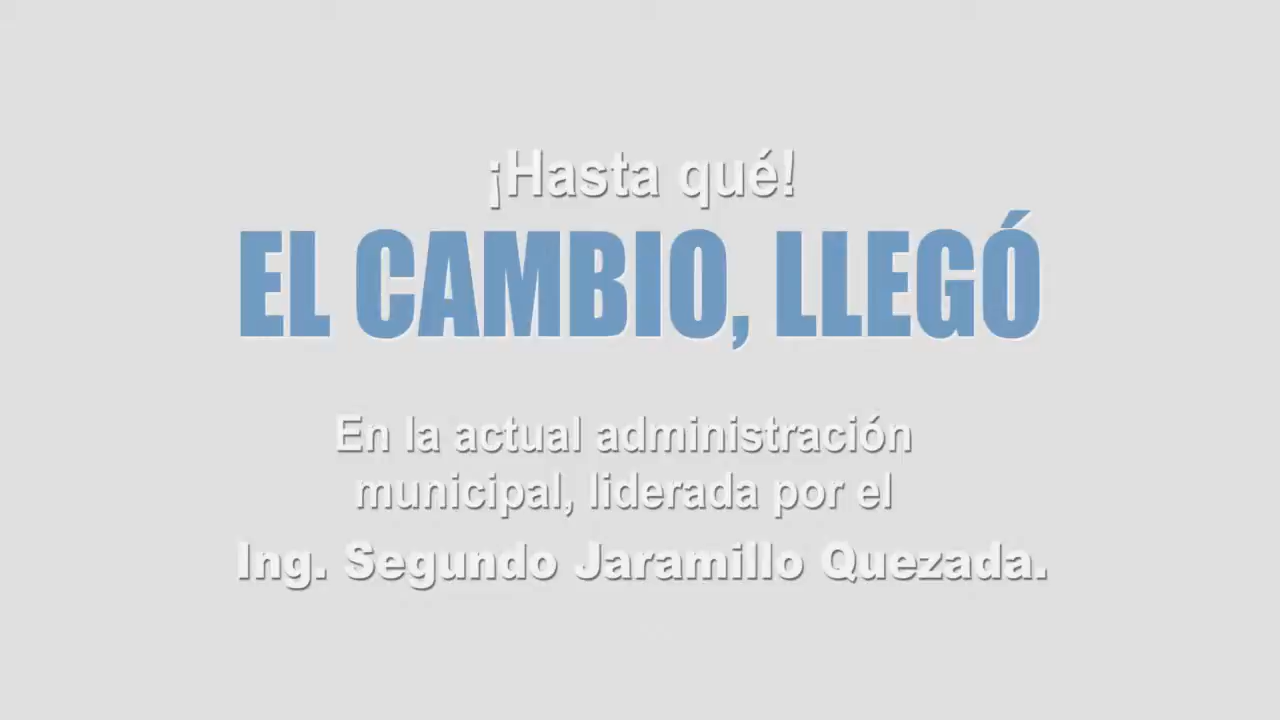 ¡Hasta qué!
EL CAMBIO, LLEGÓ
En la actual administración
municipal, liderada por el
Ing. Segundo Jaramillo Quezada.